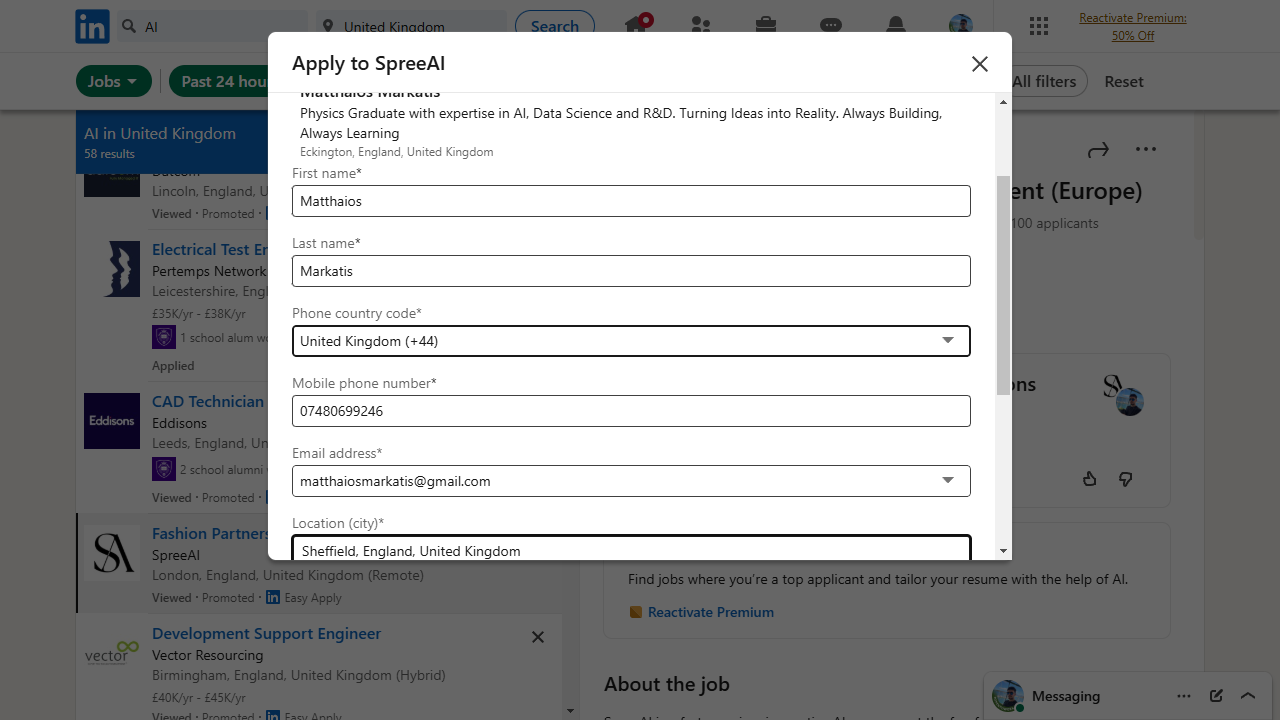 AI
United Kingdom
Search
Reactivate Premium:
50% Off
Jobs
Past 24 hou
All filters
Reset
Apply to SpreeAI
Matthaios Markatis
Physics Graduate with expertise in AI, Data Science and R&D. Turning Ideas into Reality. Always Building,
Always Learning
Eckington, England, United Kingdom
First name*
Matthaios
Last name*
Markatis
Phone country code*
United Kingdom (+44)
Mobile phone number*
07480699246
Email address*
matthaiosmarkatis@gmail.com
Location (city)*
Sheffield, England, United Kingdom
AI in United Kingdom
58 results
Lincoln, England, U
Viewed · Promoted ·
Electrical Test En
Pertemps Network
Leicestershire, Engl
£35K/yr - £38K/yr
1 school alum wo
Applied
CAD Technician
Eddisons
Eddisons
Leeds, England, Un
2 school alumni
Viewed · Promoted ·
Fashion Partners
SA
SpreeAI
London, England, United Kingdom (Remote)
Viewed · Promoted · Easy Apply
Development Support Engineer
vector
Vector Resourcing
Birmingham, England, United Kingdom (Hybrid)
£40K/yr - £45K/yr
Viewed · Promoted · Easy Apply
ent (Europe)
100 applicants
ons
Find jobs where you're a top applicant and tailor your resume with the help of AI.
Reactivate Premium
About the job
Messaging